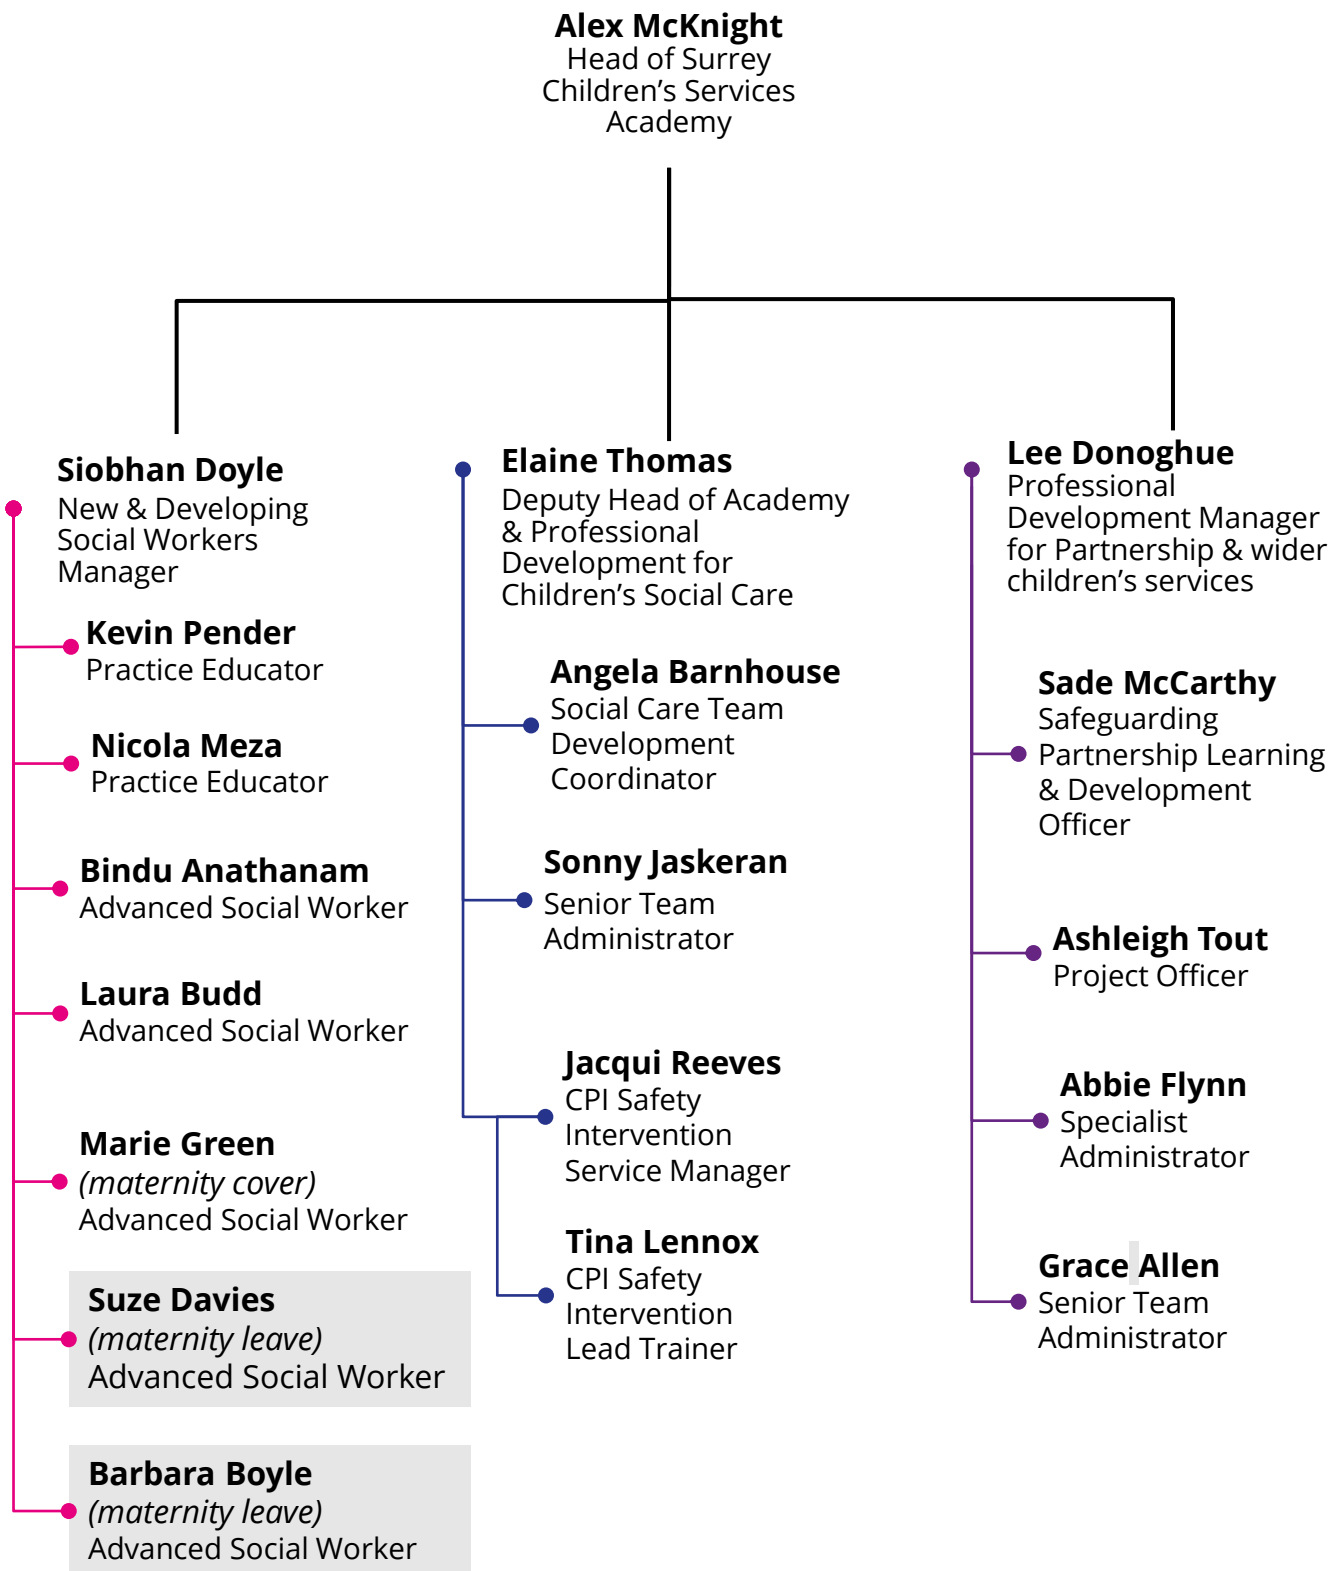 Alex McKnight
Head of Surrey
Children’s Services
Academy
Siobhan Doyle
New & Developing
Social Workers
Manager
Kevin Pender
Practice Educator
Nicola Meza
Practice Educator
Bindu Anathanam
Advanced Social Worker
Laura Budd
Advanced Social Worker
Marie Green
(maternity cover)
Advanced Social Worker
Suze Davies
(maternity leave)
Advanced Social Worker
Barbara Boyle
(maternity leave)
Advanced Social Worker
Elaine Thomas
Deputy Head of Academy
& Professional
Development for
Children’s Social Care
Angela Barnhouse
Social Care Team
Development
Coordinator
Sonny Jaskeran
Senior Team
Administrator
Jacqui Reeves
CPI Safety
Intervention
Service Manager
Tina Lennox
CPI Safety
Intervention
Lead Trainer
Lee Donoghue
Professional
Development Manager
for Partnership & wider
children’s services
Sade McCarthy
Safeguarding
Partnership Learning
& Development
Officer
Ashleigh Tout
Project Officer
Abbie Flynn
Specialist
Administrator
Grace Allen
Senior Team
Administrator